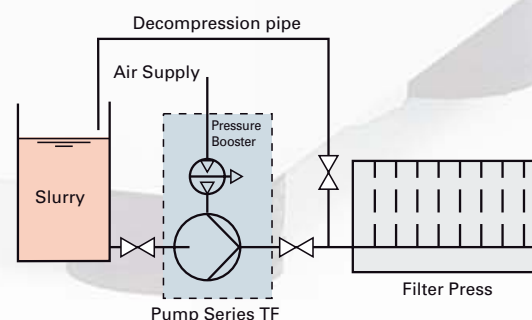 Decompression pipe
Air Supply
Pressure
Booster
Slurry
Filter Press
Pump Series TF